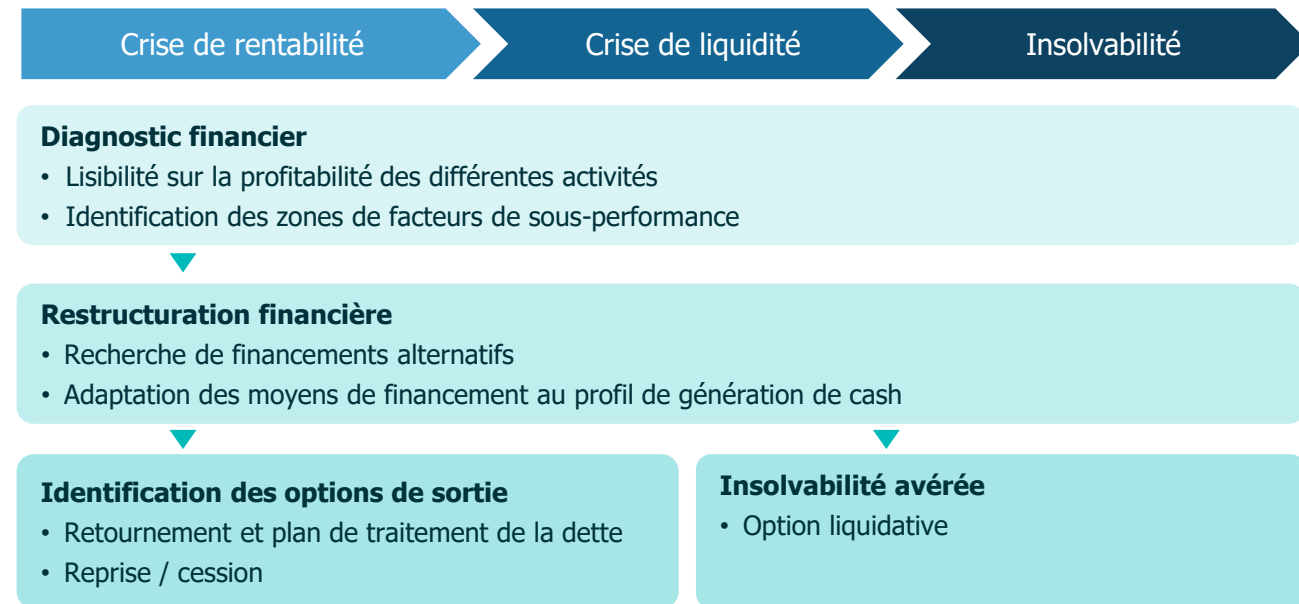 Crise de rentabilité
Crise de liquidité
Insolvabilité
Diagnostic financier
• Lisibilité sur la profitabilité des différentes activités
• Identification des zones de facteurs de sous-performance
Restructuration financière
• Recherche de financements alternatifs
• Adaptation des moyens de financement au profil de génération de cash
Identification des options de sortie
• Retournement et plan de traitement de la dette
• Reprise / cession
Insolvabilité avérée
• Option liquidative